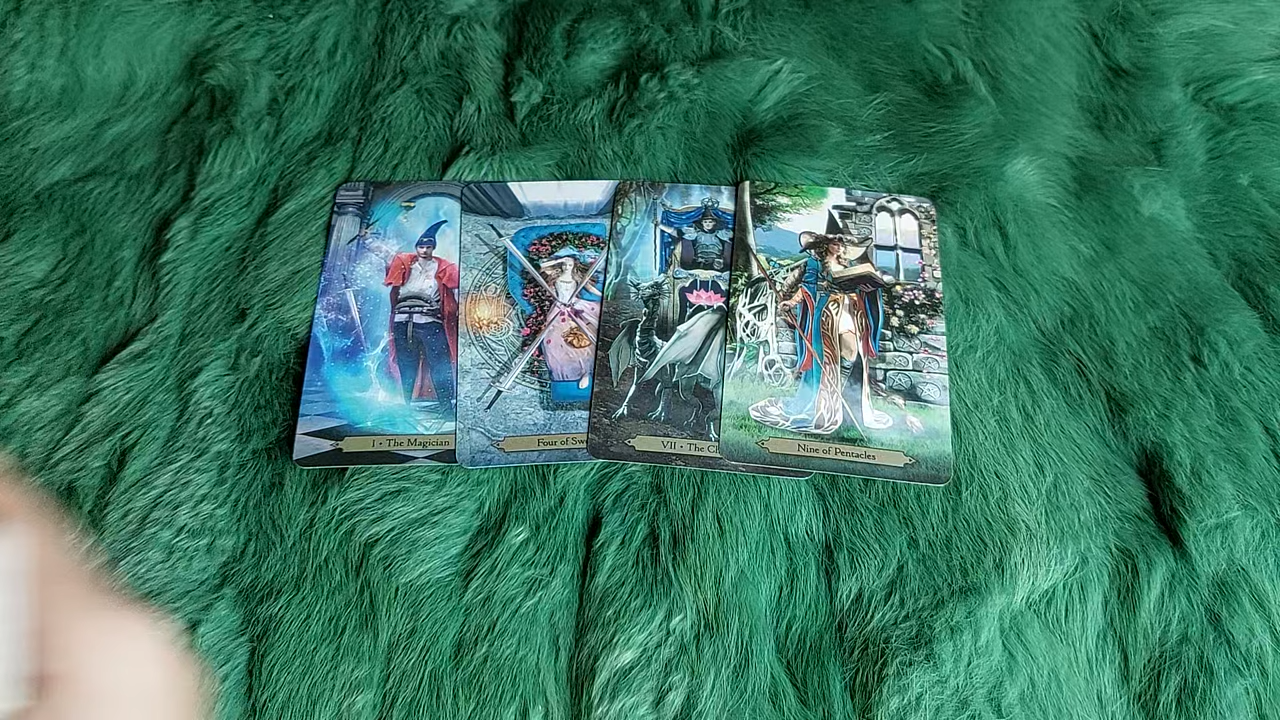 I • The Magician
Four of Sw
VII • The C
Nine of Pentacles